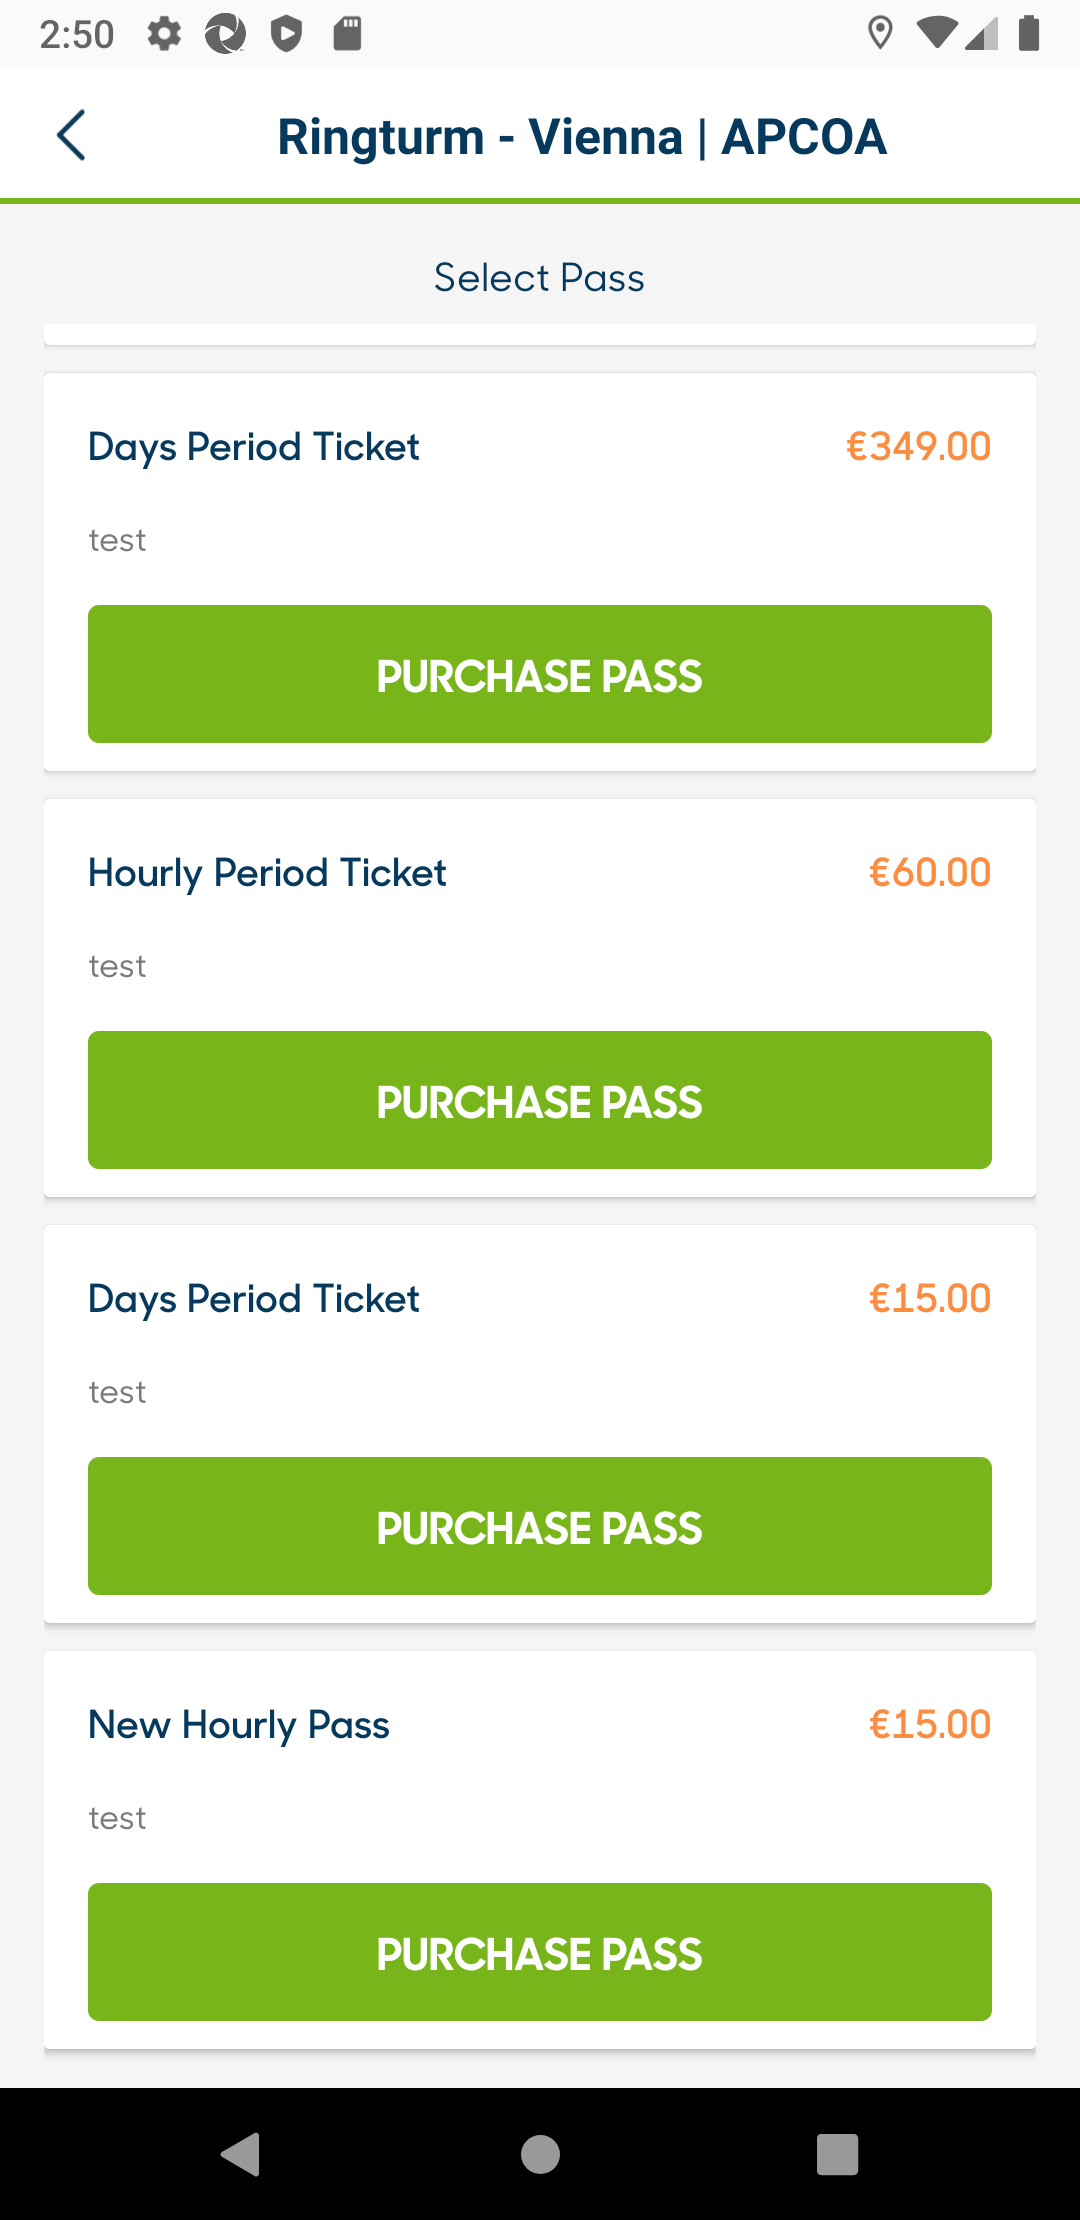 2:50
Ringturm - Vienna | APCOA
Select Pass
Days Period Ticket €349.00
test
PURCHASE PASS
Hourly Period Ticket €60.00
test
PURCHASE PASS
Days Period Ticket €15.00
test
PURCHASE PASS
New Hourly Pass €15.00
test
PURCHASE PASS